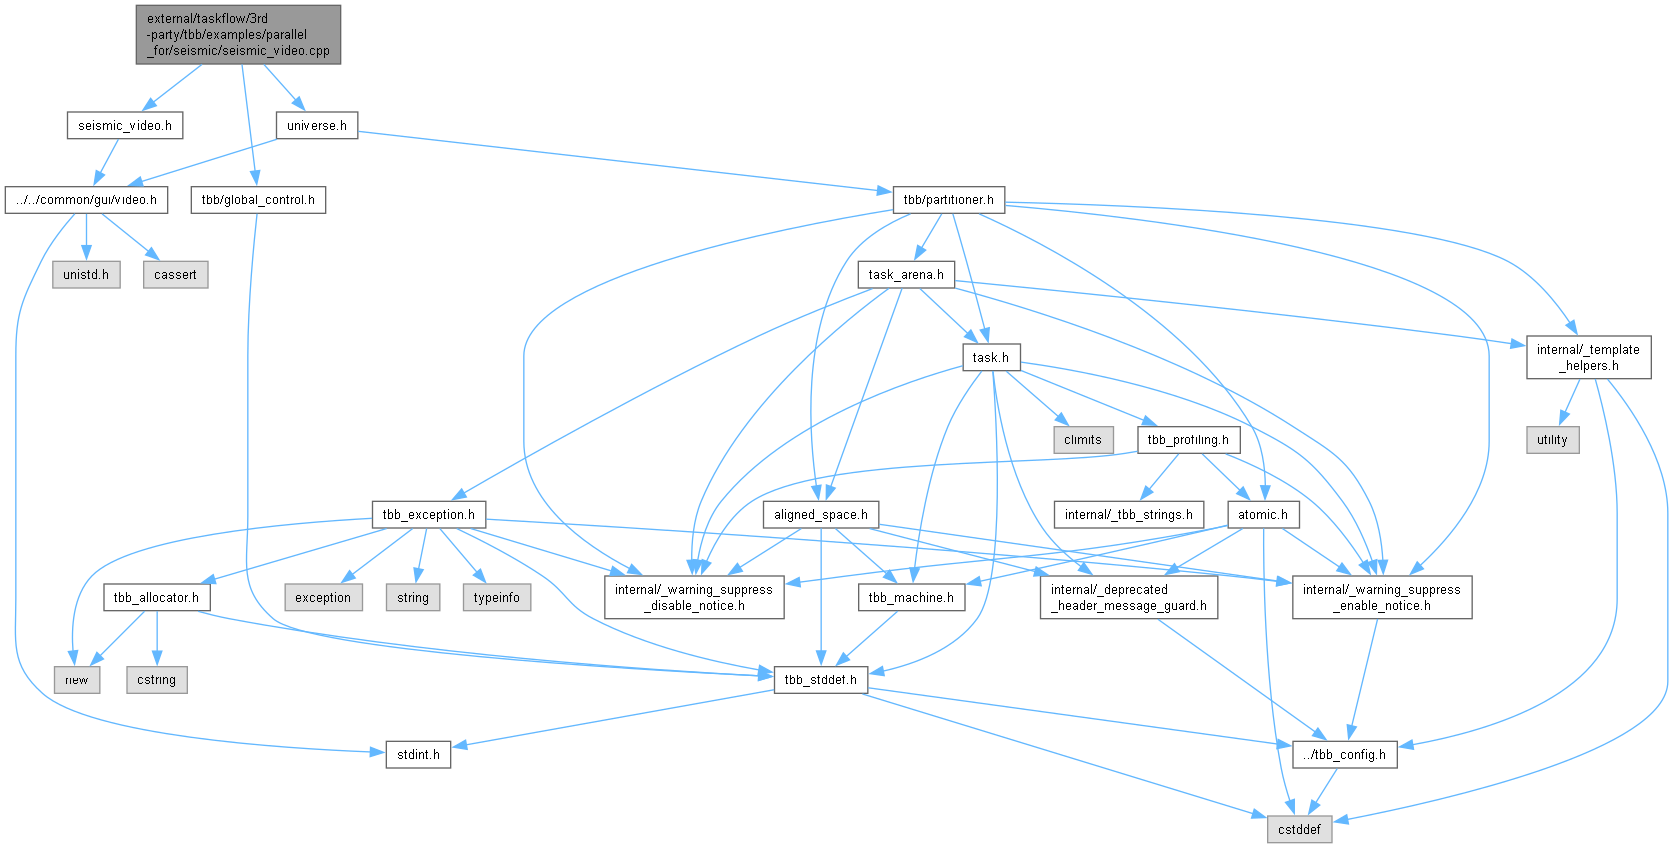 external/taskflow/3rd
-party/tbb/examples/parallel
_for/seismic/seismic_video.cpp
seismic_video.h
universe.h
../../common/gui/video.h
tbb/global_control.h
tbb/partitioner.h
unistd.h
cassert
task_arena.h
task.h
internal/_template
_helpers.h
climits
tbb_profiling.h
utility
tbb_exception.h
aligned_space.h
internal/_tbb_strings.h
atomic.h
tbb_allocator.h
exception
string
typeinfo
internal/_warning_suppress
_disable_notice.h
tbb_machine.h
internal/_deprecated
_header_message_guard.h
internal/_warning_suppress
_enable_notice.h
new
cstring
tbb_stddef.h
stdint.h
../tbb_config.h
cstddef